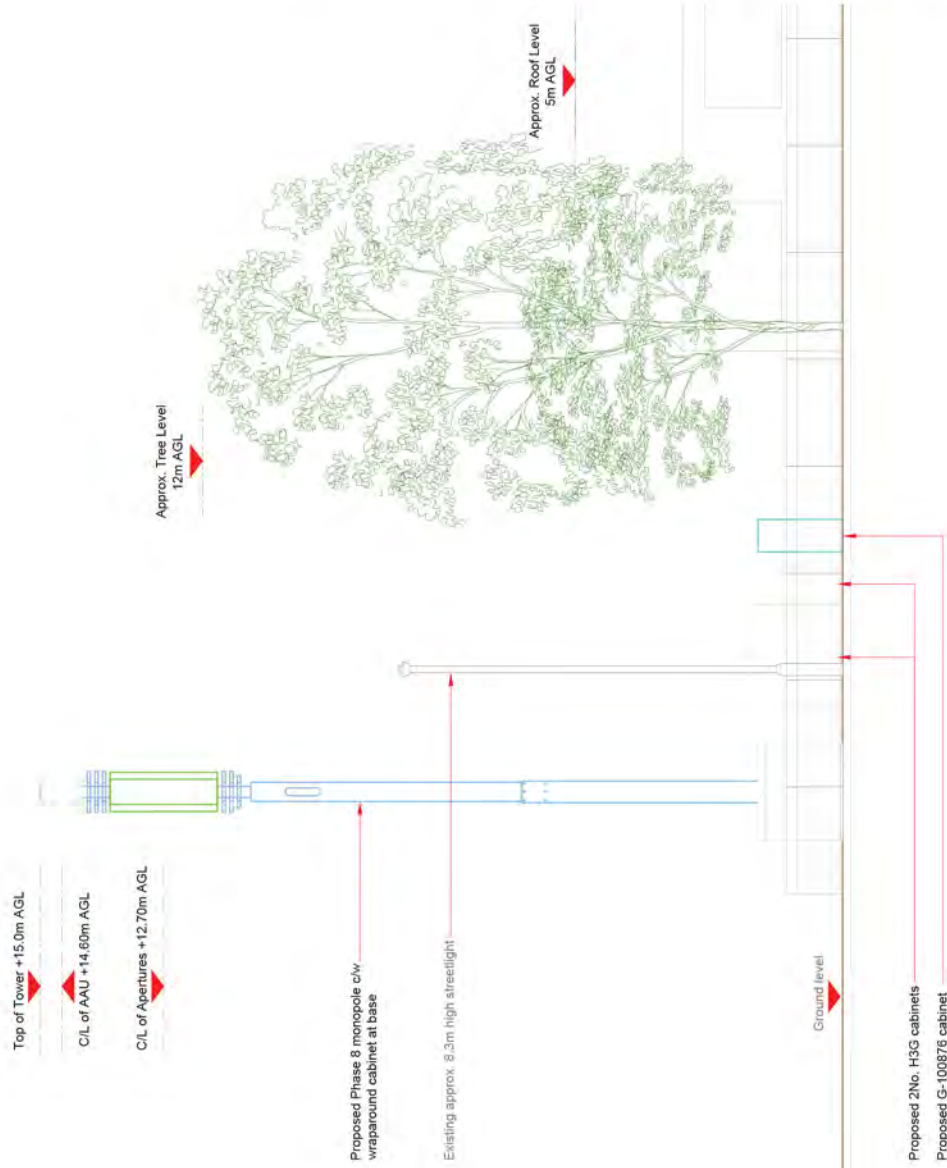 Top of Tower +15.0m AGL
C/L of AAU +14.60m AGL
C/L of Apertures +12.70m AGL
Approx. Tree Level
12m AGL
Approx. Roof Level
5m AGL
Proposed Phase 8 monopole c/w
wraparound cabinet at base
Existing approx. 8.3m high streetlight
Ground level
Proposed 2No. H3G cabinets
Proposed G-100876 cabinet